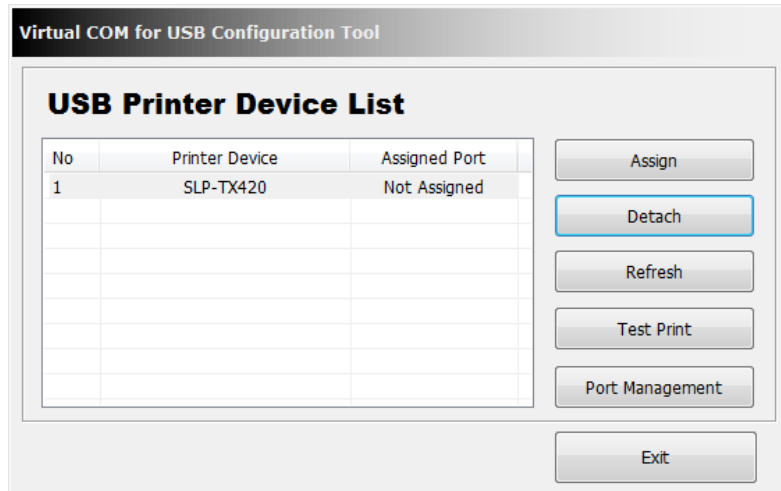 Virtual COM for USB Configuration Tool
USB Printer Device List
No Printer Device Assigned Port
1 SLP-TX420 Not Assigned
Assign
Detach
Refresh
Test Print
Port Management
Exit